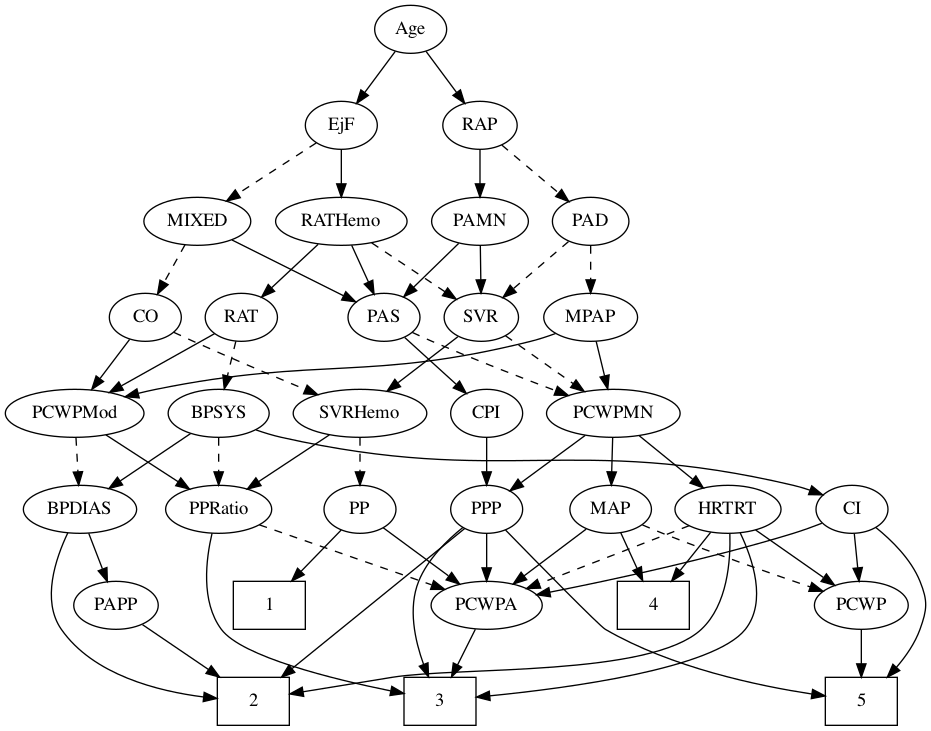 Age
EjF
RAP
MIXED
RATHemo
PAMN
PAD
CO
RAT
PAS
SVR
MPAP
PCWPMod
BPSYS
SVRHemo
CPI
PCWPMN
BPDIAS
PPRatio
PP
PPP
MAP
HRTRT
CI
PAPP
1
PCWPA
4
PCWP
2
3
5